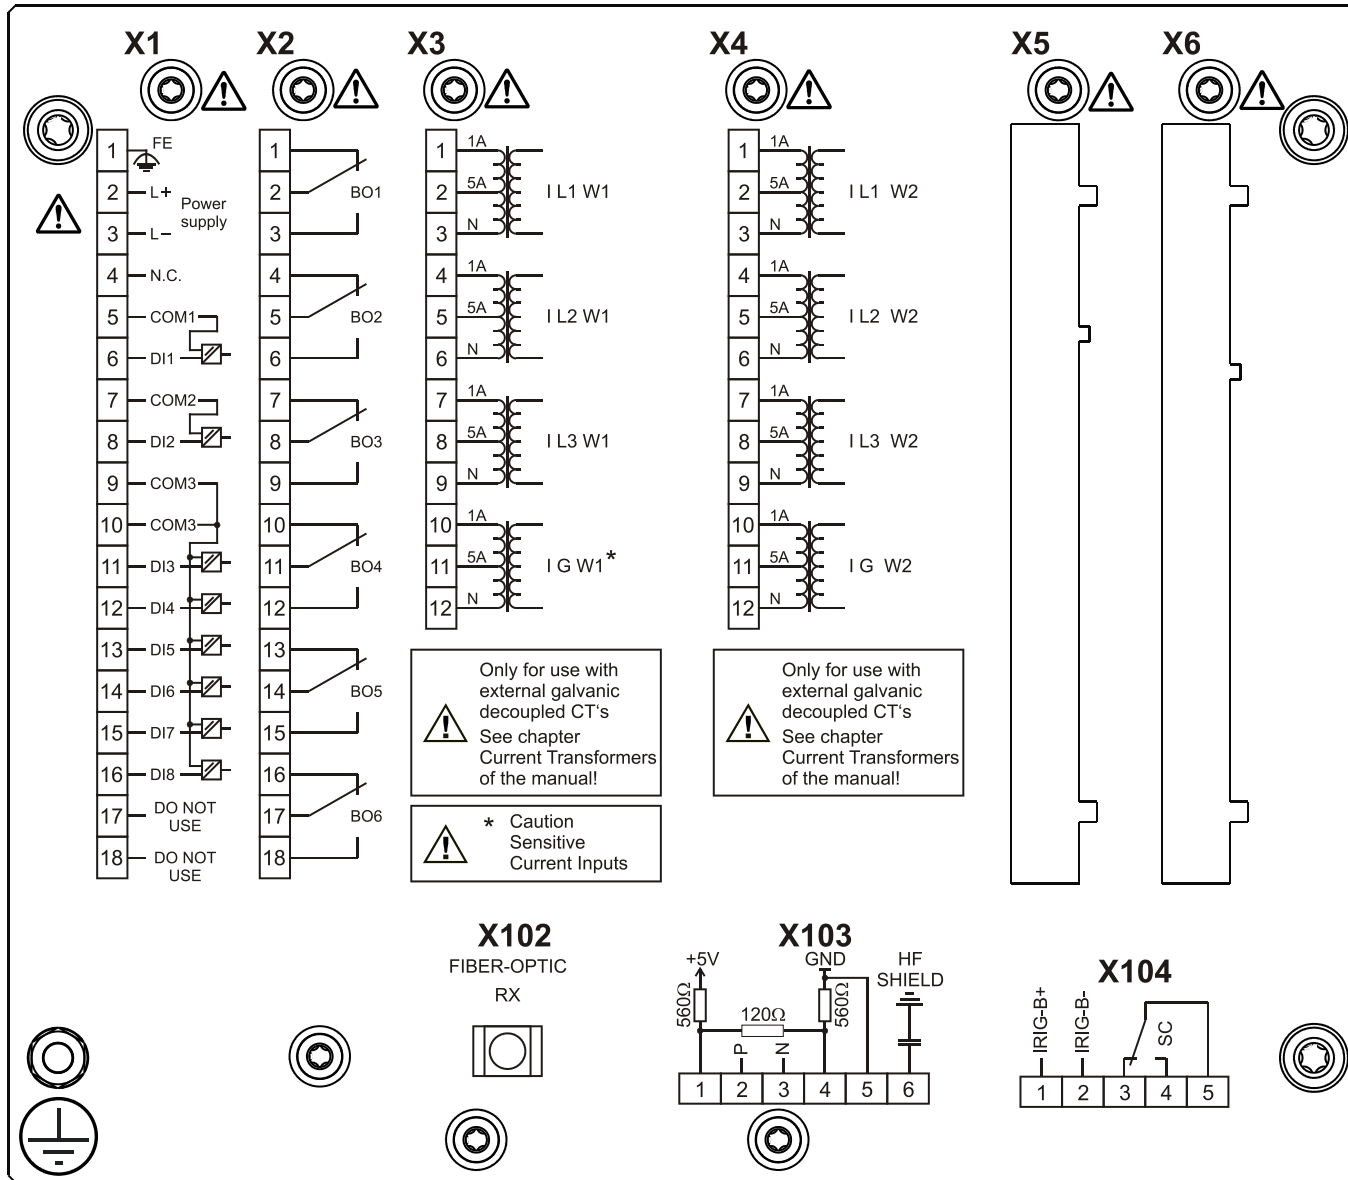 X1
X2
X3
X4
X5
X6
1 FE
2 L+
Power
supply
3 L−
4 N.C.
5 COM1
6 DI1
7 COM2
8 DI2
9 COM3
10 COM3
11 DI3
12 DI4
13 DI5
14 DI6
15 DI7
16 DI8
17 DO NOT
USE
18 DO NOT
USE
1
2 BO1
3
4
5 BO2
6
7
8 BO3
9
10
11 BO4
12
13
14 BO5
15
16
17 BO6
18
1 1A
2 5A I L1 W1
3 N
4 1A
5 5A I L2 W1
6 N
7 1A
8 5A I L3 W1
9 N
10 1A
11 5A I G W1*
12 N
Only for use with
external galvanic
decoupled CT‘s
See chapter
Current Transformers
of the manual!
* Caution
Sensitive
Current Inputs
1 1A
2 5A I L1 W2
3 N
4 1A
5 5A I L2 W2
6 N
7 1A
8 5A I L3 W2
9 N
10 1A
11 5A I G W2
12 N
Only for use with
external galvanic
decoupled CT‘s
See chapter
Current Transformers
of the manual!
X102
FIBER-OPTIC
RX
X103
+5V
GND
HF
SHIELD
560Ω
120Ω
560Ω
P
N
1 2 3 4 5 6
X104
IRIG-B+
IRIG-B-
SC
1 2 3 4 5